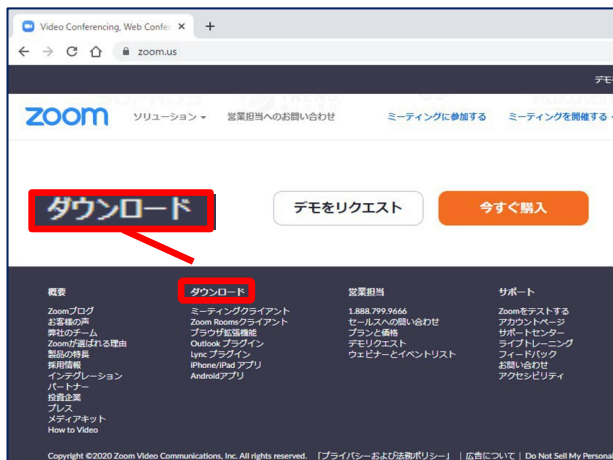 Video Conferencing, Web Confe
zoom.us
デモ
zoom ソリューション 営業担当へのお問い合わせ ミーティングに参加する ミーティングを開催する
ダウンロード デモをリクエスト 今すぐ購入
概要
Zoomブログ
お客様の声
弊社のチーム
Zoomが選ばれる理由
製品の特長
採用情報
インテグレーション
パートナー
投資企業
プレス
メディアキット
How to Video
ダウンロード
ミーティングクライアント
Zoom Roomsクライアント
ブラウザ拡張機能
Outlook プラグイン
Lync プラグイン
iPhone/iPad アプリ
Androidアプリ
営業担当
1.888.799.9666
セールスへの問い合わせ
プランと価格
デモリクエスト
ウェビナーとイベントリスト
サポート
Zoomをテストする
アカウントページ
サポートセンター
ライブトレーニング
フィードバック
お問い合わせ
アクセシビリティ
Copyright ©2020 Zoom Video Communications, Inc. All rights reserved. 「プライバシーおよび法務ポリシー」 | 広告について | Do Not Sell My Personal